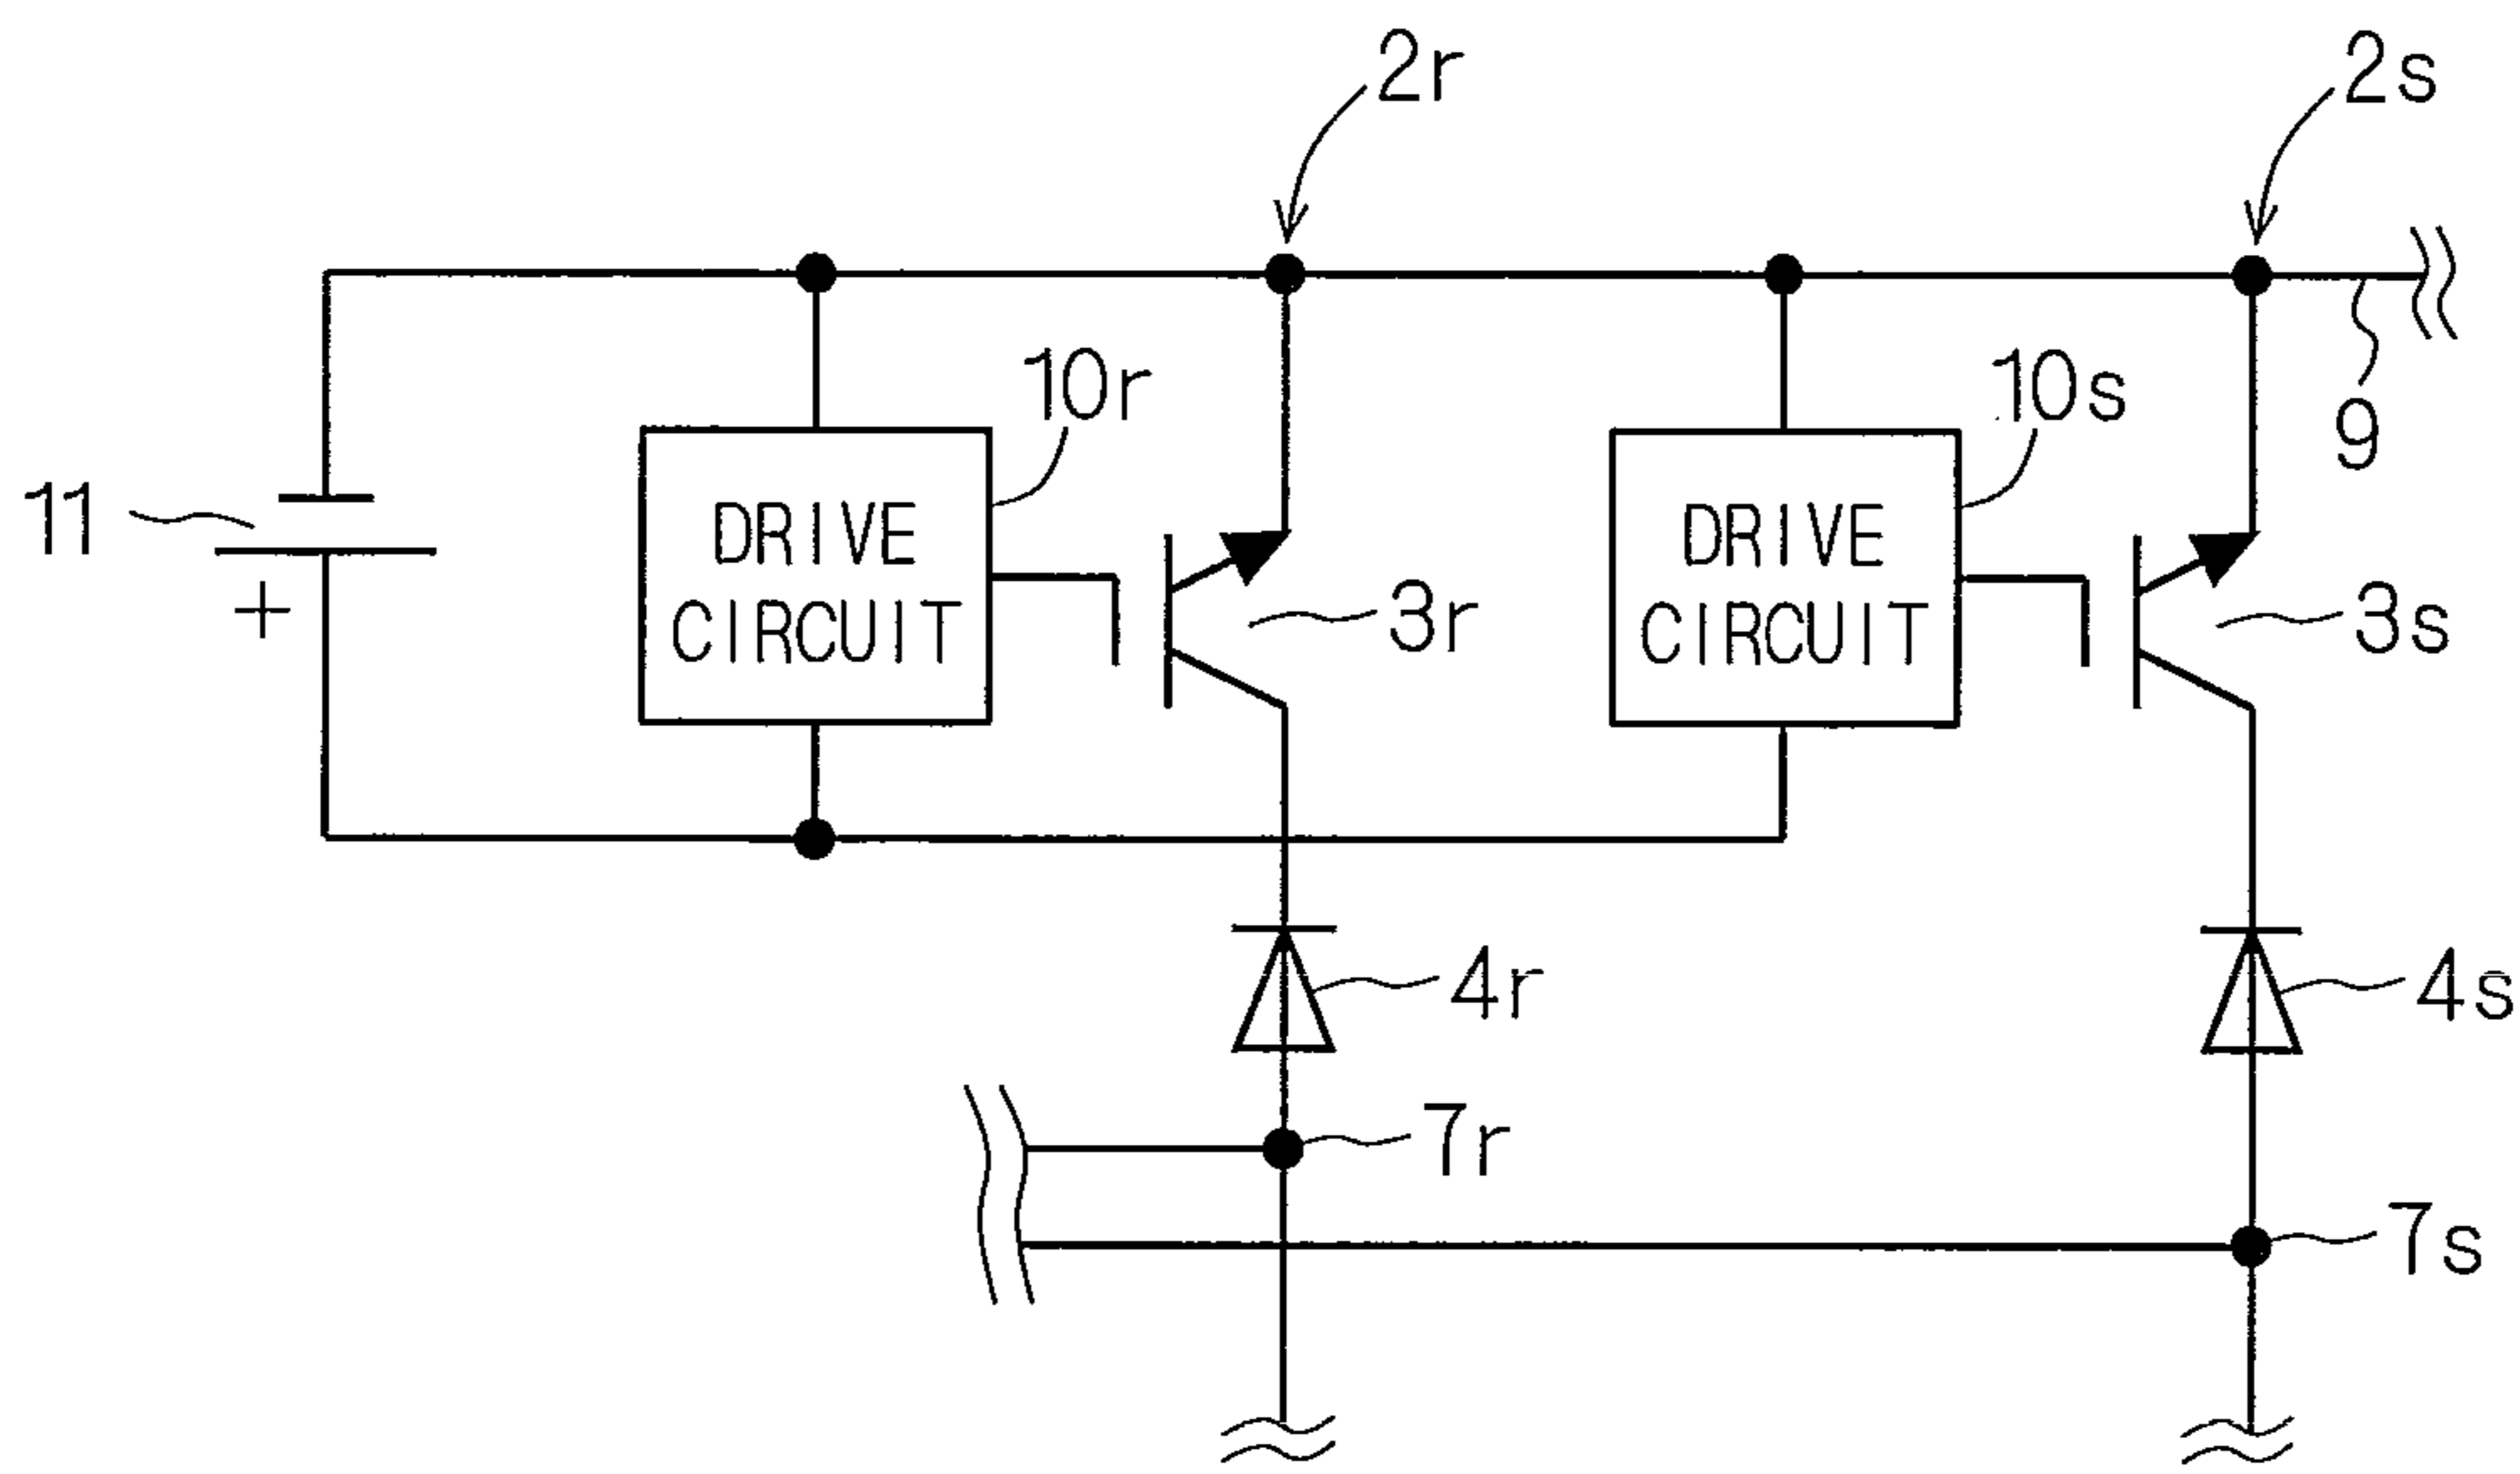 2r
2s
10r
10s
9
11
+
DRIVE
CIRCUIT
DRIVE
CIRCUIT
3r
3s
4r
4s
7r
7s